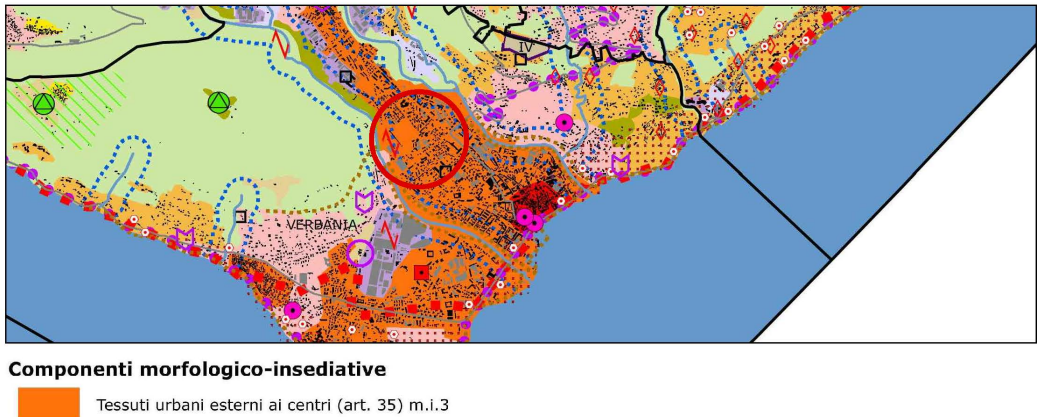 IV
VERBANIA
Componenti morfologico-insediative
Tessuti urbani esterni ai centri (art. 35) m.i.3